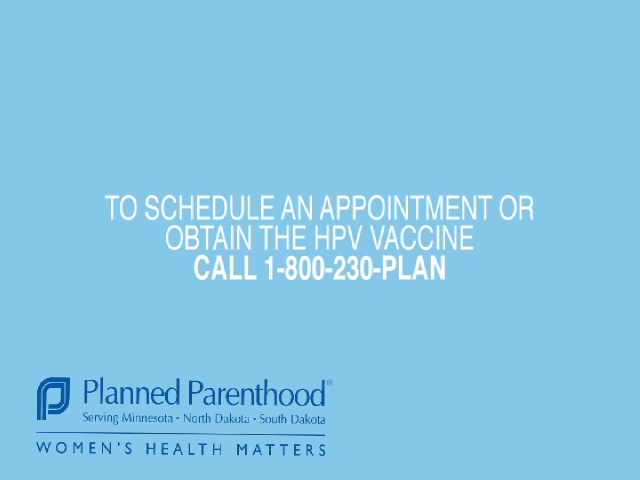 TO SCHEDULE AN APPOINTMENT OR
OBTAIN THE HPV VACCINE
CALL 1-800-230-PLAN
Planned Parenthood®
Serving Minnesota • North Dakota • South Dakota
WOMEN'S HEALTH MATTERS